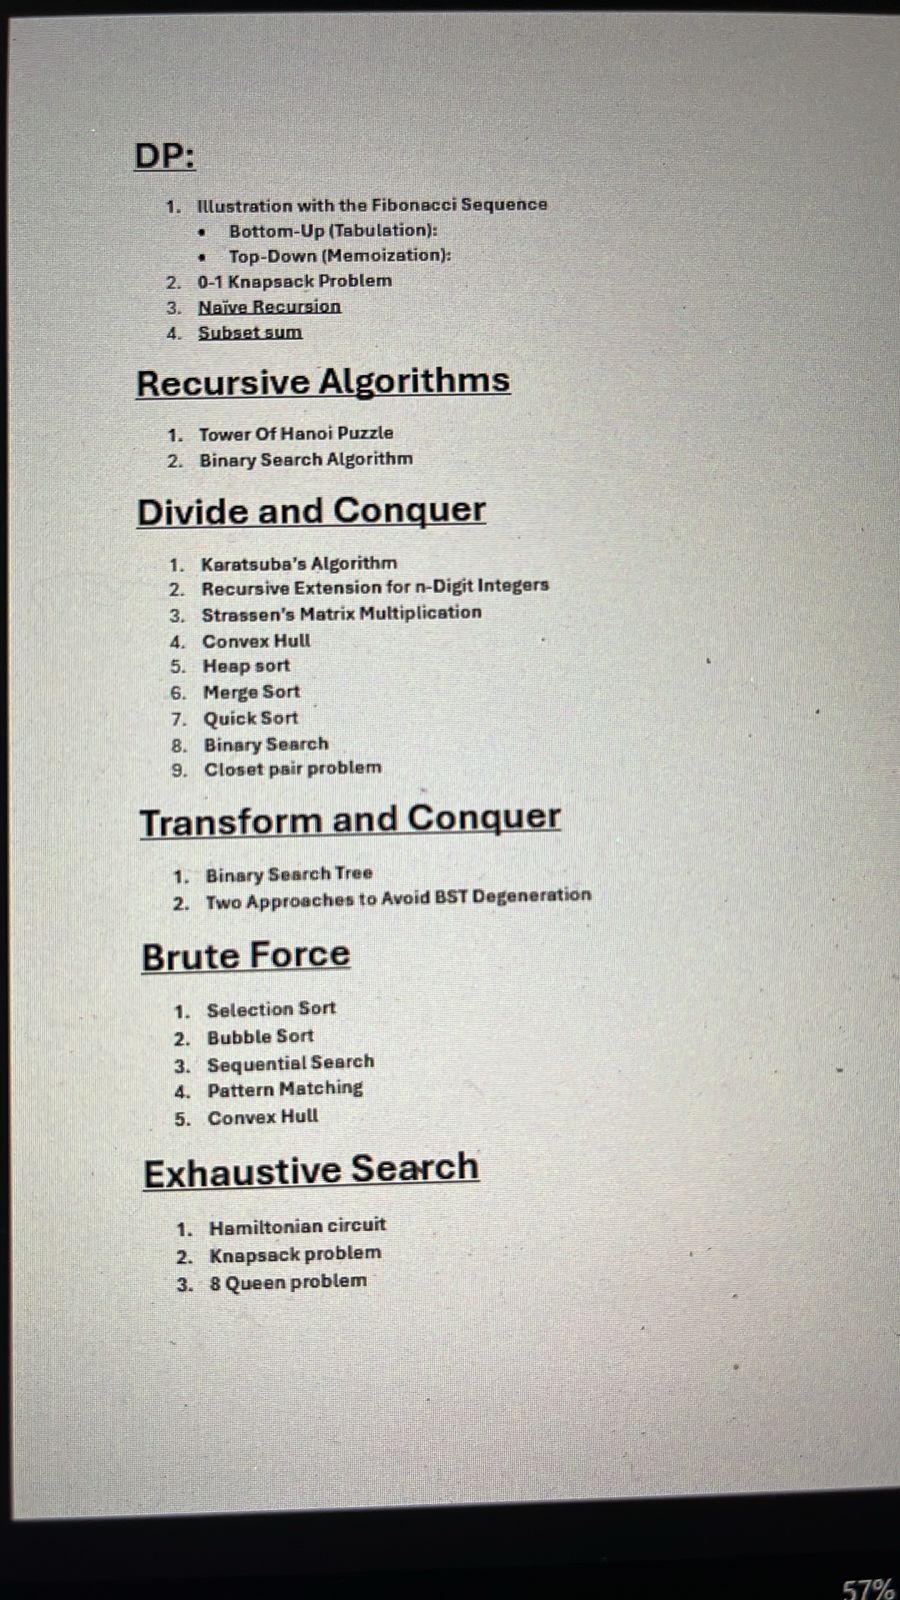 DP:
1. Illustration with the Fibonacci Sequence
• Bottom-Up (Tabulation):
• Top-Down (Memoization):
2. 0-1 Knapsack Problem
3. Naïve Recursion
4. Subset sum
Recursive Algorithms
1. Tower Of Hanoi Puzzle
2. Binary Search Algorithm
Divide and Conquer
1. Karatsuba's Algorithm
2. Recursive Extension for n-Digit Integers
3. Strassen's Matrix Multiplication
4. Convex Hull
5. Heap sort
6. Merge Sort
7. Quick Sort
8. Binary Search
9. Closet pair problem
Transform and Conquer
1. Binary Search Tree
2. Two Approaches to Avoid BST Degeneration
Brute Force
1. Selection Sort
2. Bubble Sort
3. Sequential Search
4. Pattern Matching
5. Convex Hull
Exhaustive Search
1. Hamiltonian circuit
2. Knapsack problem
3. 8 Queen problem
57%